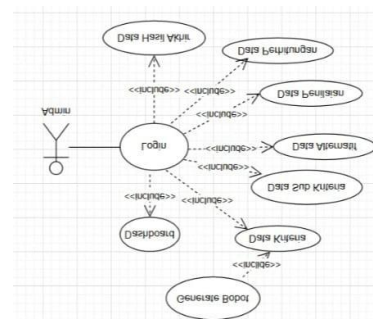 Generate Bobot
<<include>>
Dashboard
Data Kriteria
<<include>>
<<include>>
Data Sub Kriteria
<<include>>
Login
<<include>>
Data Alternatif
Admin
<<include>>
Data Penilaian
<<include>>
<<include>>
Data Perhitungan
Data Hasil Akhir